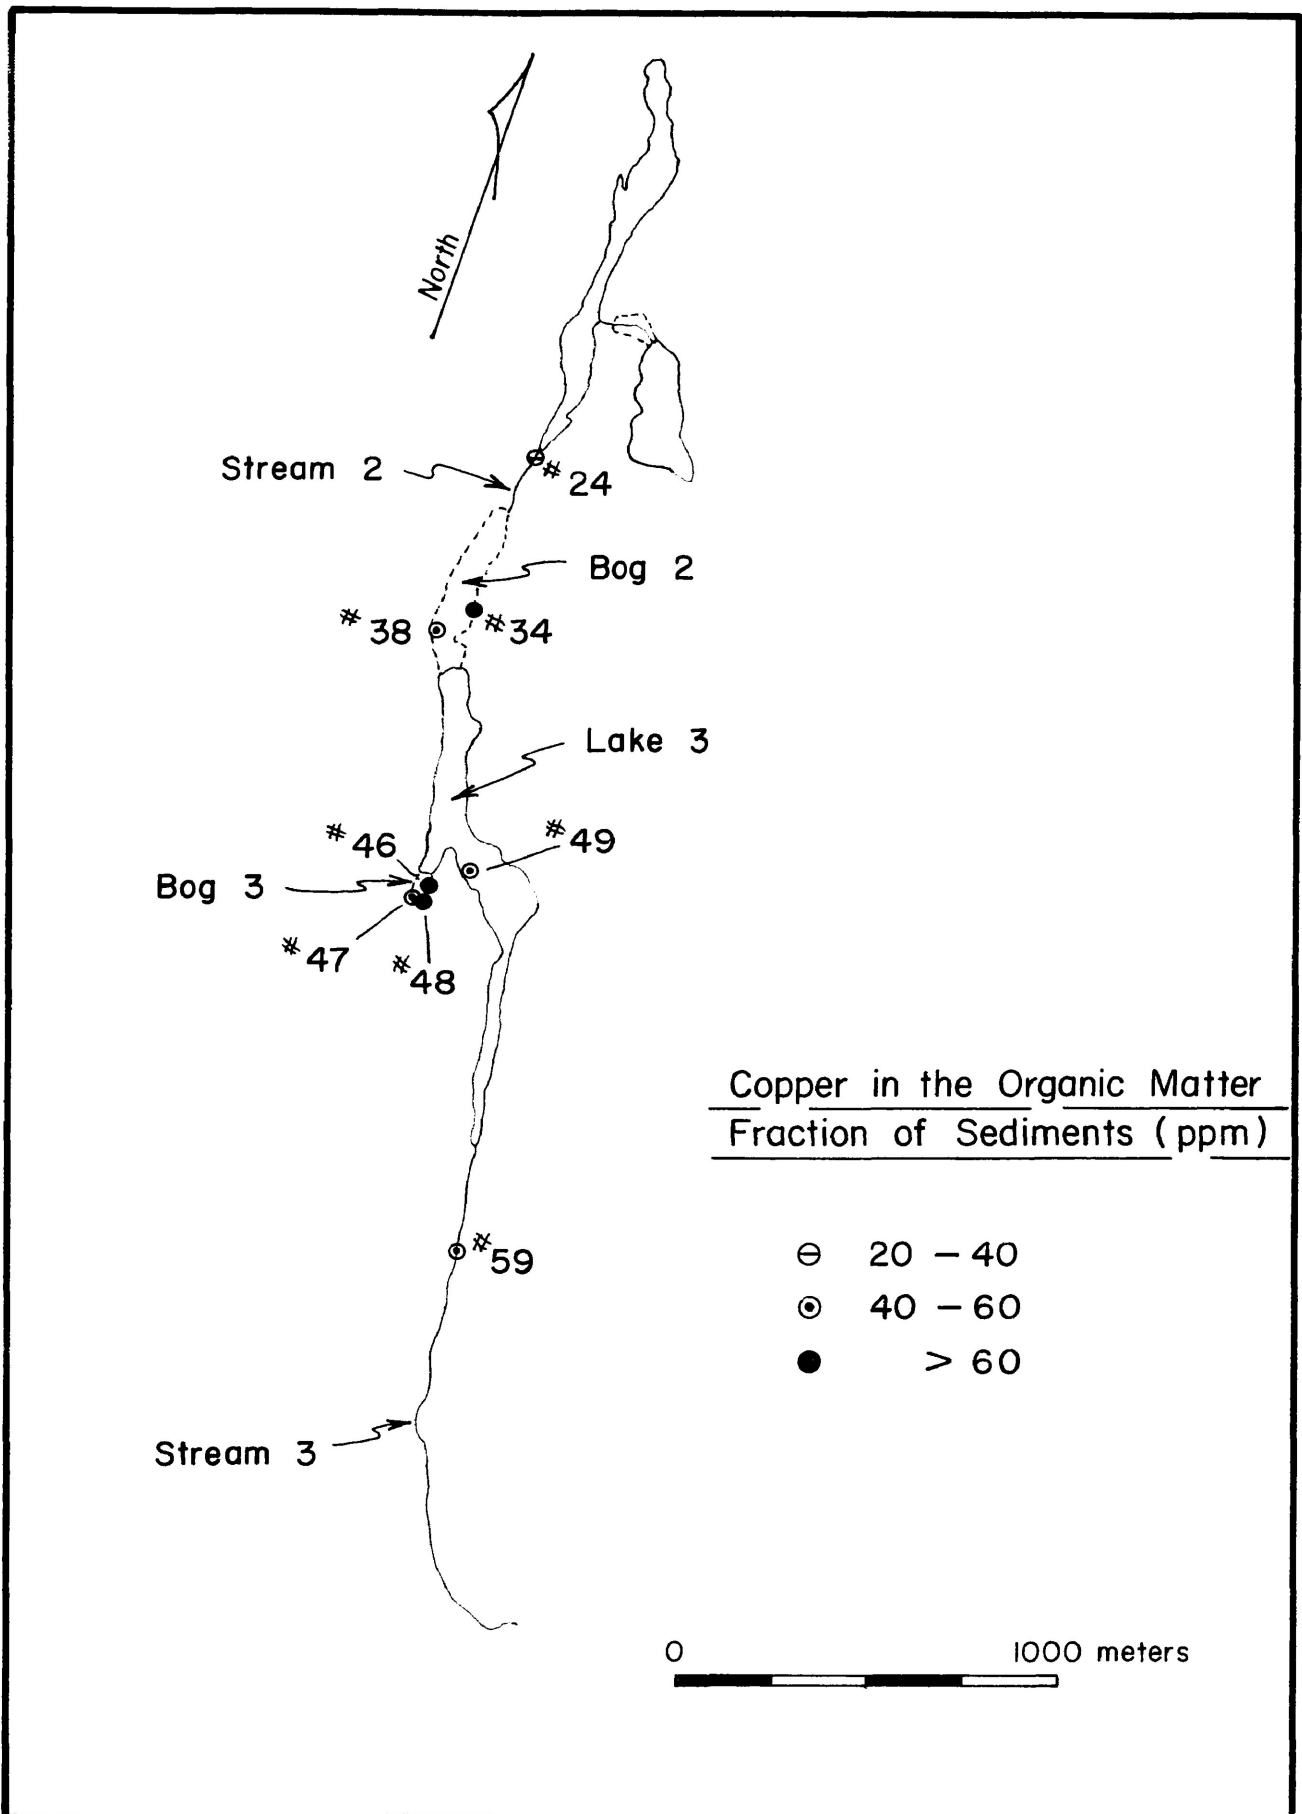 North
Stream 2
# 24
Bog 2
# 38
# 34
Lake 3
# 46
# 49
Bog 3
# 47
# 48
Copper in the Organic Matter
Fraction of Sediments (ppm)
# 59
20 – 40
40 – 60
> 60
Stream 3
0 1000 meters